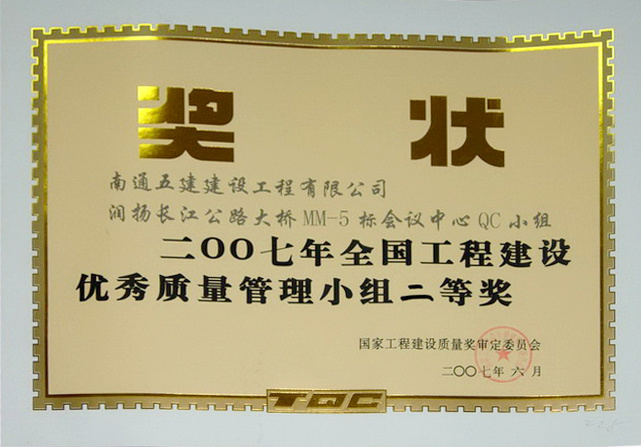 奖状
南通五建建设工程有限公司
润扬长江公路大桥MM-5标会议中心QC小组
二〇〇七年全国工程建设
优秀质量管理小组二等奖
国家工程建设质量奖审定委员会
二〇〇七年六月
TQC